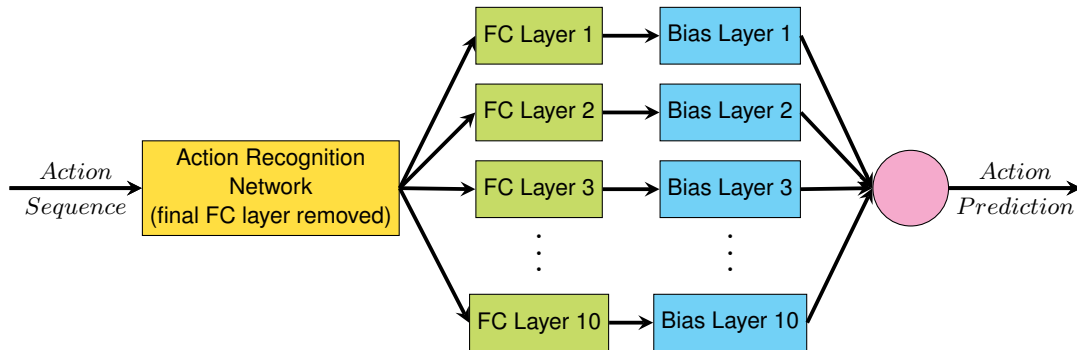 FC Layer 1
Bias Layer 1
FC Layer 2
Bias Layer 2
Action
Sequence
Action Recognition
Network
(final FC layer removed)
FC Layer 3
Bias Layer 3
Action
Prediction
FC Layer 10
Bias Layer 10